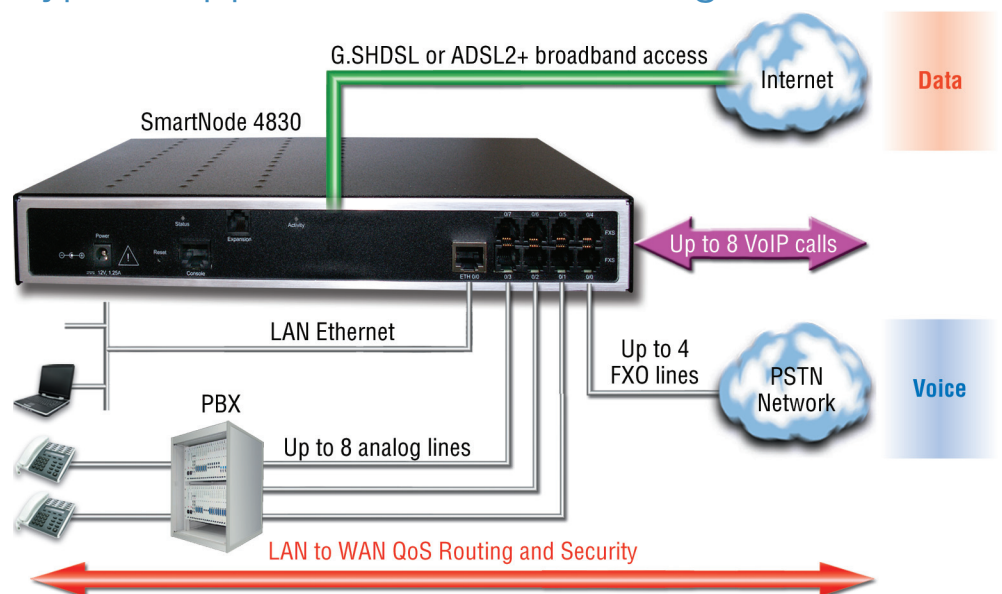 G.SHDSL or ADSL2+ broadband access
Internet
Data
SmartNode 4830
Status
Expansion
Activity
Power
Reset
Console
12V, 1.25A
ETH 0/0
0/7 0/6 0/5 0/4
FXS
FXS
0/3 0/2 0/1 0/0
Up to 8 VoIP calls
LAN Ethernet
Up to 4
FXO lines
PSTN
Network
Voice
PBX
Up to 8 analog lines
LAN to WAN QoS Routing and Security